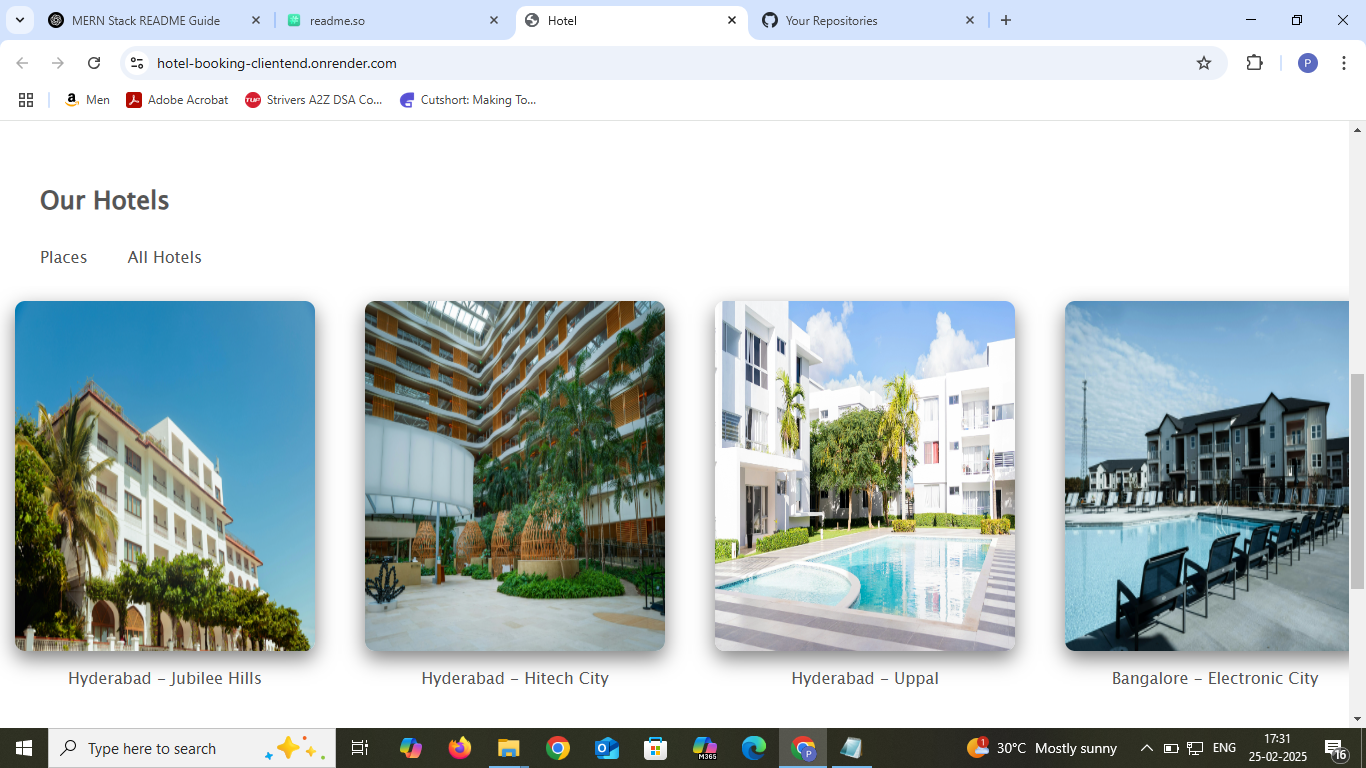 MERN Stack README Guide
readme.so
Hotel
Your Repositories
hotel-booking-clientend.onrender.com
P
Men
Adobe Acrobat
TUF Strivers A2Z DSA Co...
Cutshort: Making To...
Our Hotels
Places All Hotels
Hyderabad – Jubilee Hills
Hyderabad – Hitech City
Hyderabad – Uppal
Bangalore – Electronic City
Type here to search
M365
P
1
30°C Mostly sunny
ENG
17:31
25-02-2025
16